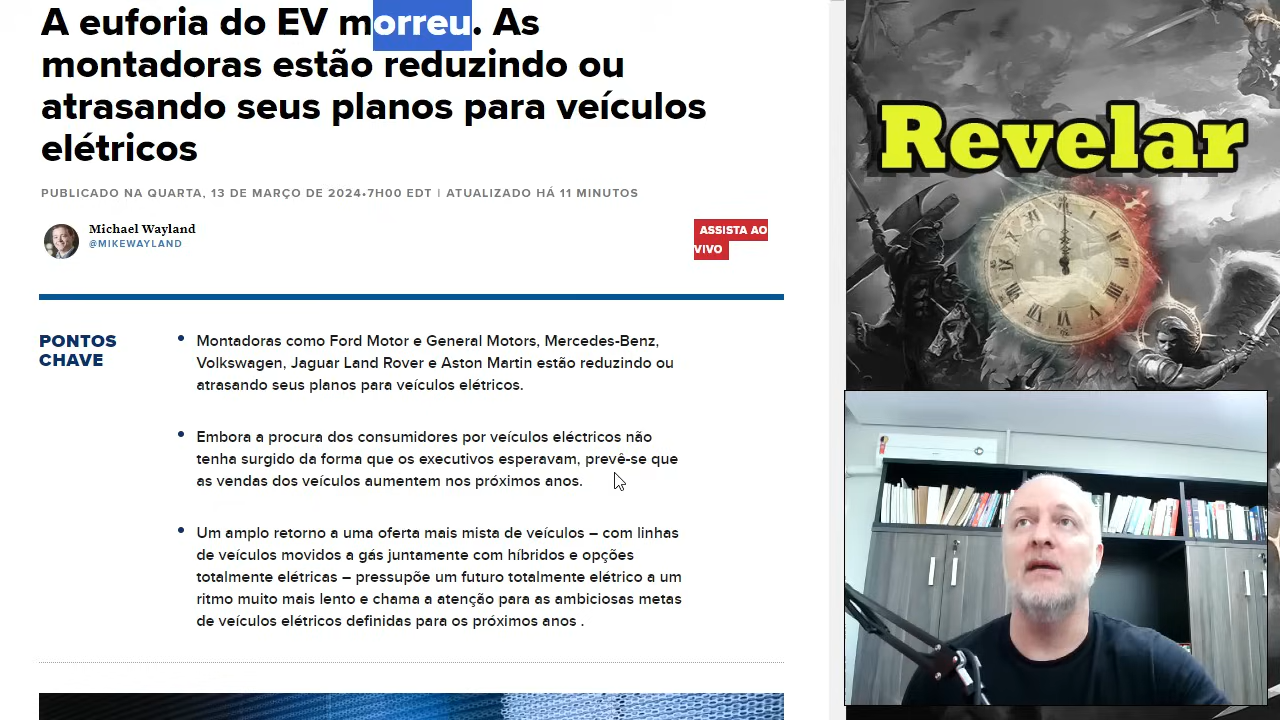 A euforia do EV morreu. As
montadoras estão reduzindo ou
atrasando seus planos para veículos
elétricos
PUBLICADO NA QUARTA, 13 DE MARÇO DE 2024•7H00 EDT | ATUALIZADO HÁ 11 MINUTOS
Michael Wayland
@MIKEWAYLAND
ASSISTA AO
VIVO
PONTOS
CHAVE
Montadoras como Ford Motor e General Motors, Mercedes-Benz,
Volkswagen, Jaguar Land Rover e Aston Martin estão reduzindo ou
atrasando seus planos para veículos elétricos.
Embora a procura dos consumidores por veículos eléctricos não
tenha surgido da forma que os executivos esperavam, prevê-se que
as vendas dos veículos aumentem nos próximos anos.
Um amplo retorno a uma oferta mais mista de veículos – com linhas
de veículos movidos a gás juntamente com híbridos e opções
totalmente elétricas – pressupõe um futuro totalmente elétrico a um
ritmo muito mais lento e chama a atenção para as ambiciosas metas
de veículos elétricos definidas para os próximos anos .
Revelar